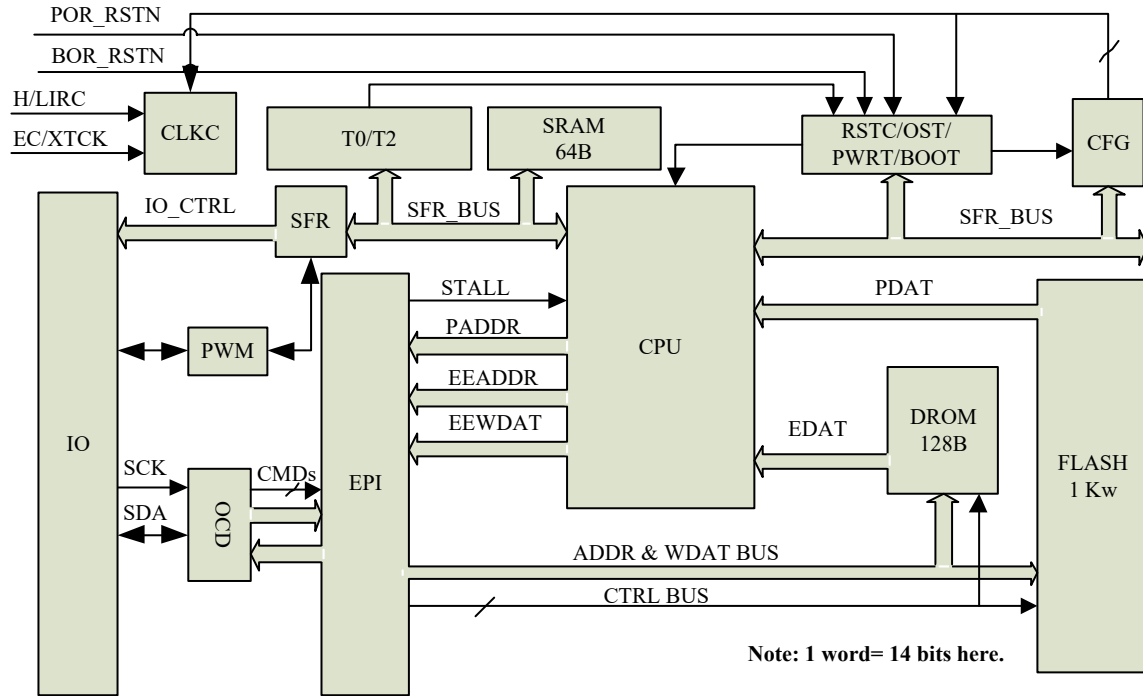 POR_RSTN
BOR_RSTN
H/LIRC
EC/XTCK
CLKC
T0/T2
SRAM
64B
RSTC/OST/
PWRT/BOOT
CFG
IO_CTRL
SFR
SFR_BUS
SFR_BUS
STALL
PDAT
PADDR
PWM
CPU
EEADDR
DROM
128B
EEWDAT
EDAT
IO
FLASH
1 Kw
SCK
CMDs
EPI
SDA
OCD
ADDR & WDAT BUS
CTRL BUS
Note: 1 word= 14 bits here.